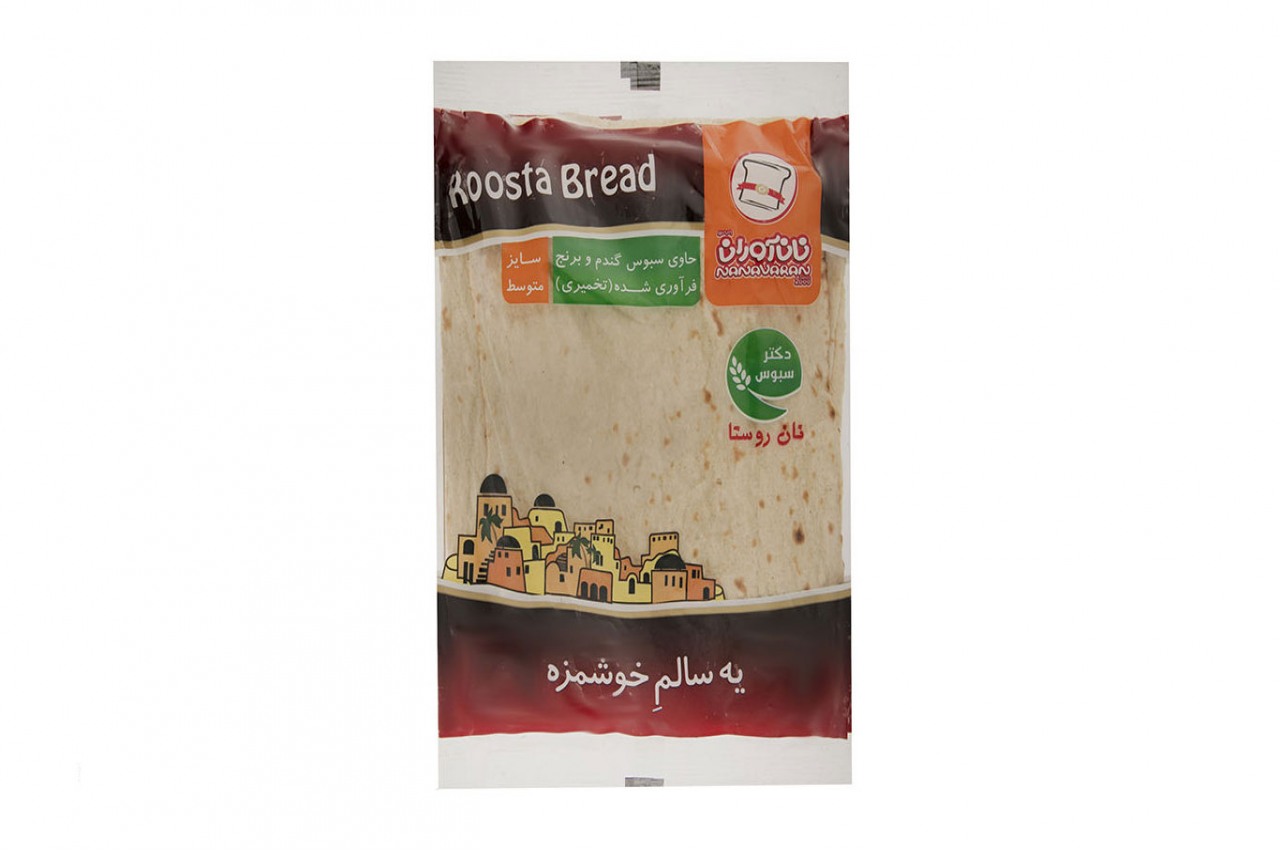 Roosta Bread
نان‌آوران
NANAVARAN
حاوی سبوس گندم و برنج
فرآوری شده (تخمیری)
سایز
متوسط
دکتر
سبوس
نان روستا
یه سالمِ خوشمزه